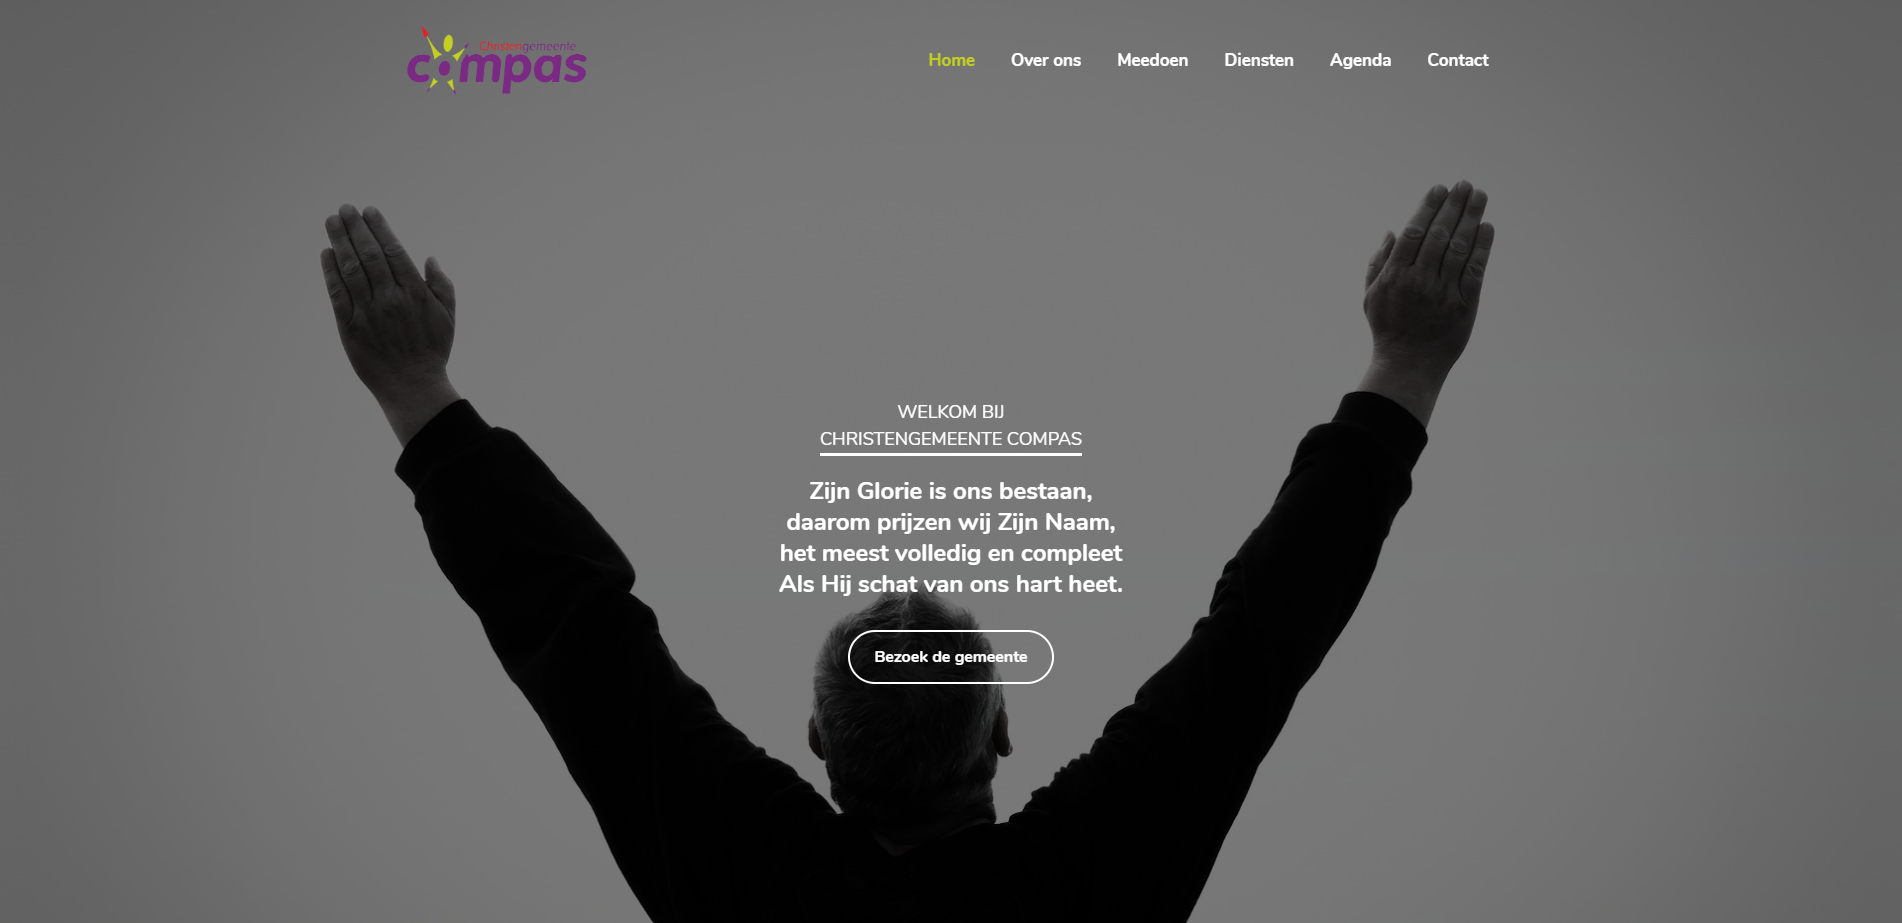 Christengemeente
compas
Home
Over ons
Meedoen
Diensten
Agenda
Contact
WELKOM BIJ
CHRISTENGEMEENTE COMPAS
Zijn Glorie is ons bestaan,
daarom prijzen wij Zijn Naam,
het meest volledig en compleet
Als Hij schat van ons hart heet.
Bezoek de gemeente